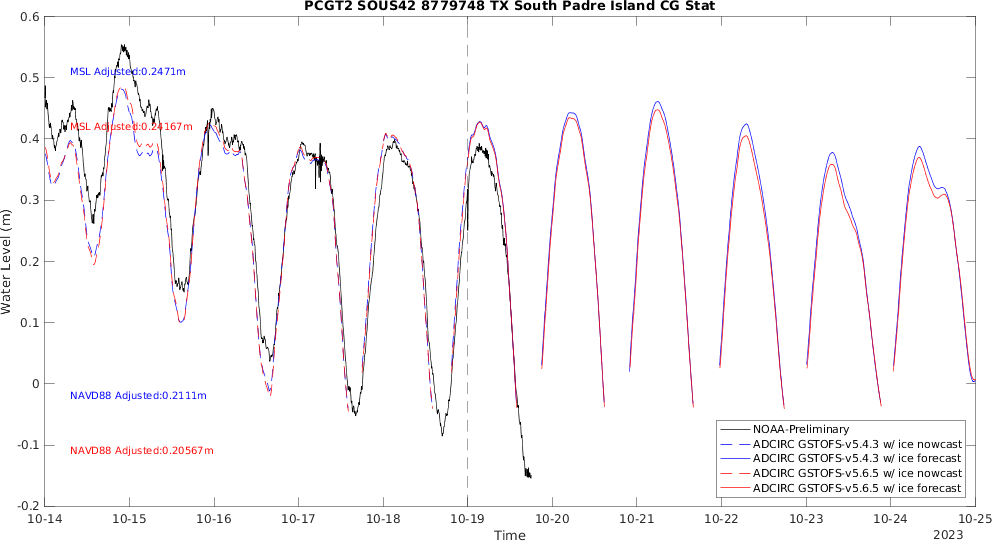 PCGT2 SOUS42 8779748 TX South Padre Island CG Stat
0.6
0.5
0.4
0.3
0.2
0.1
0
-0.1
-0.2
Water Level (m)
MSL Adjusted:0.2471m
MSL Adjusted:0.24167m
NAVD88 Adjusted:0.2111m
NAVD88 Adjusted:0.20567m
NOAA-Preliminary
ADCIRC GSTOFS-v5.4.3 w/ ice nowcast
ADCIRC GSTOFS-v5.4.3 w/ ice forecast
ADCIRC GSTOFS-v5.6.5 w/ ice nowcast
ADCIRC GSTOFS-v5.6.5 w/ ice forecast
10-14 10-15 10-16 10-17 10-18 10-19 10-20 10-21 10-22 10-23 10-24 10-25
Time
2023